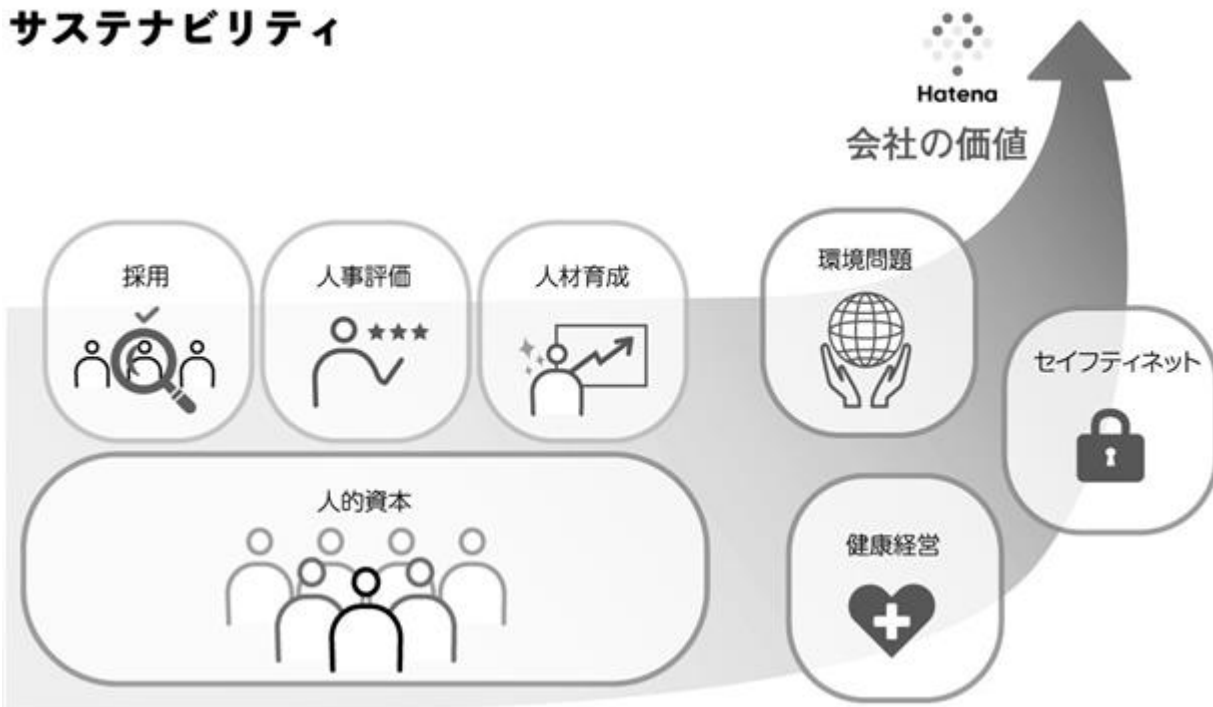 サステナビリティ
Hatena
会社の価値
採用
人事評価
人材育成
環境問題
セイフティネット
人的資本
健康経営